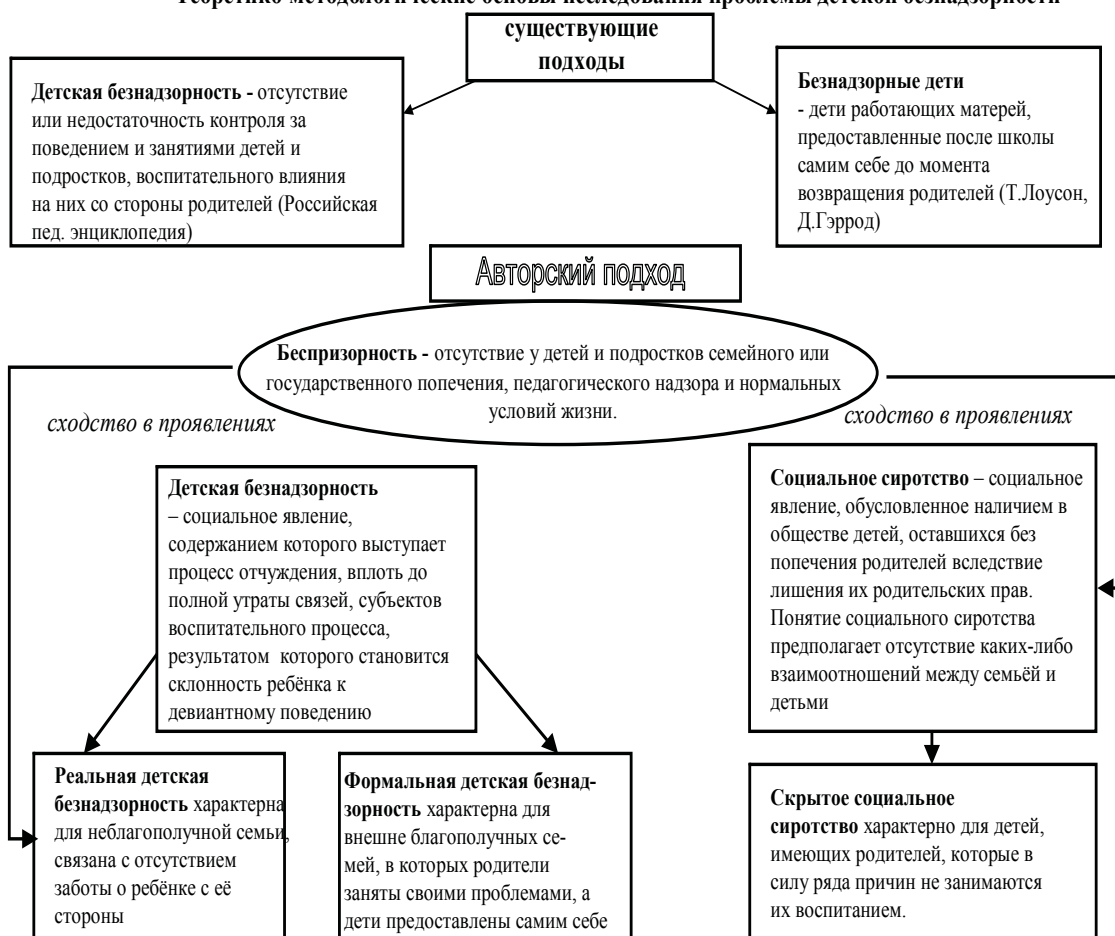 Теоретико-методологические основы исследования проблемы детской безнадзорности
существующие
подходы
Детская безнадзорность - отсутствие
или недостаточность контроля за
поведением и занятиями детей и
подростков, воспитательного влияния
на них со стороны родителей (Российская
пед. энциклопедия)
Безнадзорные дети
- дети работающих матерей,
предоставленные после школы
самим себе до момента
возвращения родителей (Т.Лоусон,
Д.Гэррод)
Авторский подход
Беспризорность - отсутствие у детей и подростков семейного или
государственного попечения, педагогического надзора и нормальных
условий жизни.
сходство в проявлениях
сходство в проявлениях
Детская безнадзорность
– социальное явление,
содержанием которого выступает
процесс отчуждения, вплоть до
полной утраты связей, субъектов
воспитательного процесса,
результатом которого становится
склонность ребёнка к
девиантному поведению
Социальное сиротство – социальное
явление, обусловленное наличием в
обществе детей, оставшихся без
попечения родителей вследствие
лишения их родительских прав.
Понятие социального сиротства
предполагает отсутствие каких-либо
взаимоотношений между семьёй и
детьми
Реальная детская
безнадзорность характерна
для неблагополучной семьи,
связана с отсутствием
заботы о ребёнке с её
стороны
Формальная детская безнад-
зорность характерна для
внешне благополучных се-
мей, в которых родители
заняты своими проблемами, а
дети предоставлены самим себе
Скрытое социальное
сиротство характерно для детей,
имеющих родителей, которые в
силу ряда причин не занимаются
их воспитанием.